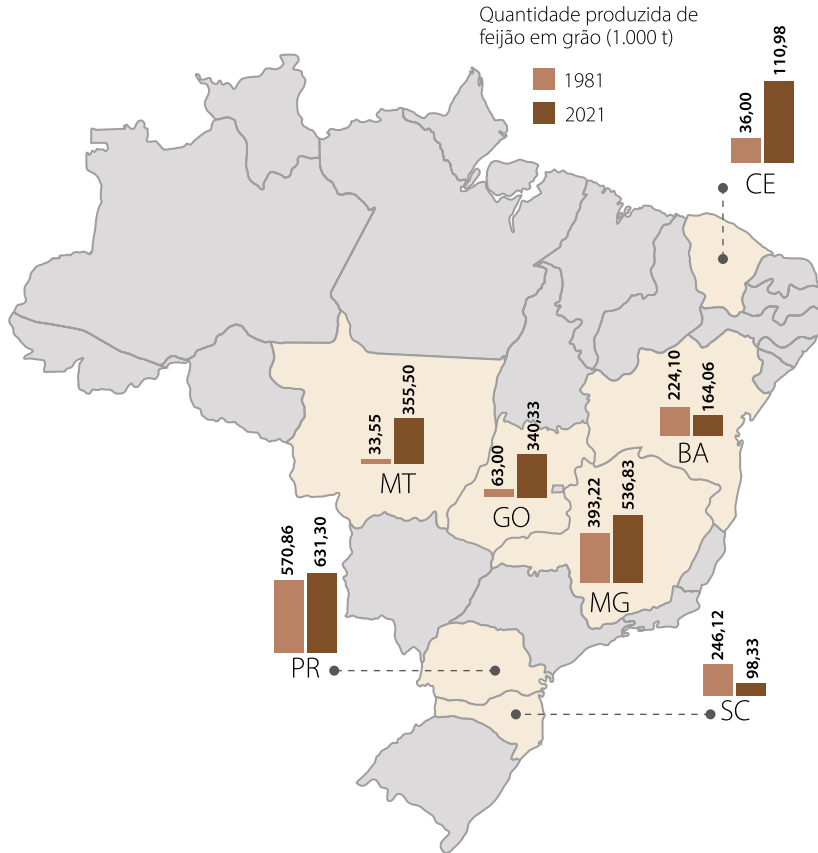 Quantidade produzida de
feijão em grão (1.000 t)
1981
2021
36,00
110,98
CE
224,10
164,06
BA
33,55
355,50
MT
63,00
340,33
GO
393,22
536,83
MG
570,86
631,30
PR
246,12
98,33
SC